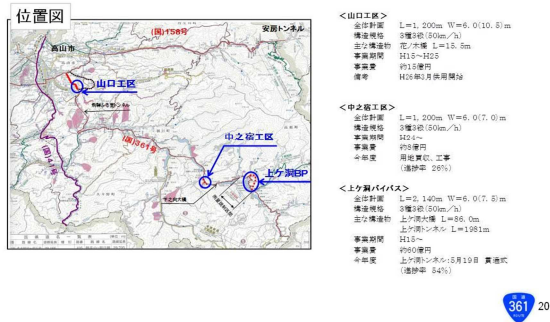 位置図
(国)158号
安房トンネル
高山市
山口工区
(国)41号
(国)361号
中之宿工区
上ケ洞BP
<山口工区>
全体計画 L=1,200m W=6.0(10.5)m
構造規格 3種3級(50km/h)
主な構造物 花ノ木橋 L=15.5m
事業期間 H15~H25
事業費 約15億円
備考 H26年3月供用開始
<中之宿工区>
全体計画 L=1,200m W=6.0(7.0)m
構造規格 3種3級(50km/h)
事業期間 H24~
事業費 約8億円
今年度 用地買収、工事
(進捗率 26%)
<上ケ洞バイパス>
全体計画 L=2,140m W=6.0(7.5)m
構造規格 3種3級(50km/h)
主な構造物 上ケ洞大橋 L=86.0m
上ケ洞トンネル L=1981m
事業期間 H15~
事業費 約60億円
今年度 上ケ洞トンネル:5月19日 貫通式
(進捗率 54%)
国道
361
20